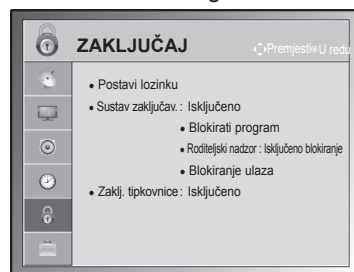 ZAKLJUČAJ
Premjesti U redu
• Postavi lozinku
• Sustav zaključav. : Isključeno
• Blokirati program
• Roditeljski nadzor : Isključeno blokiranje
• Blokiranje ulaza
• Zaklj. tipkovnice : Isključeno